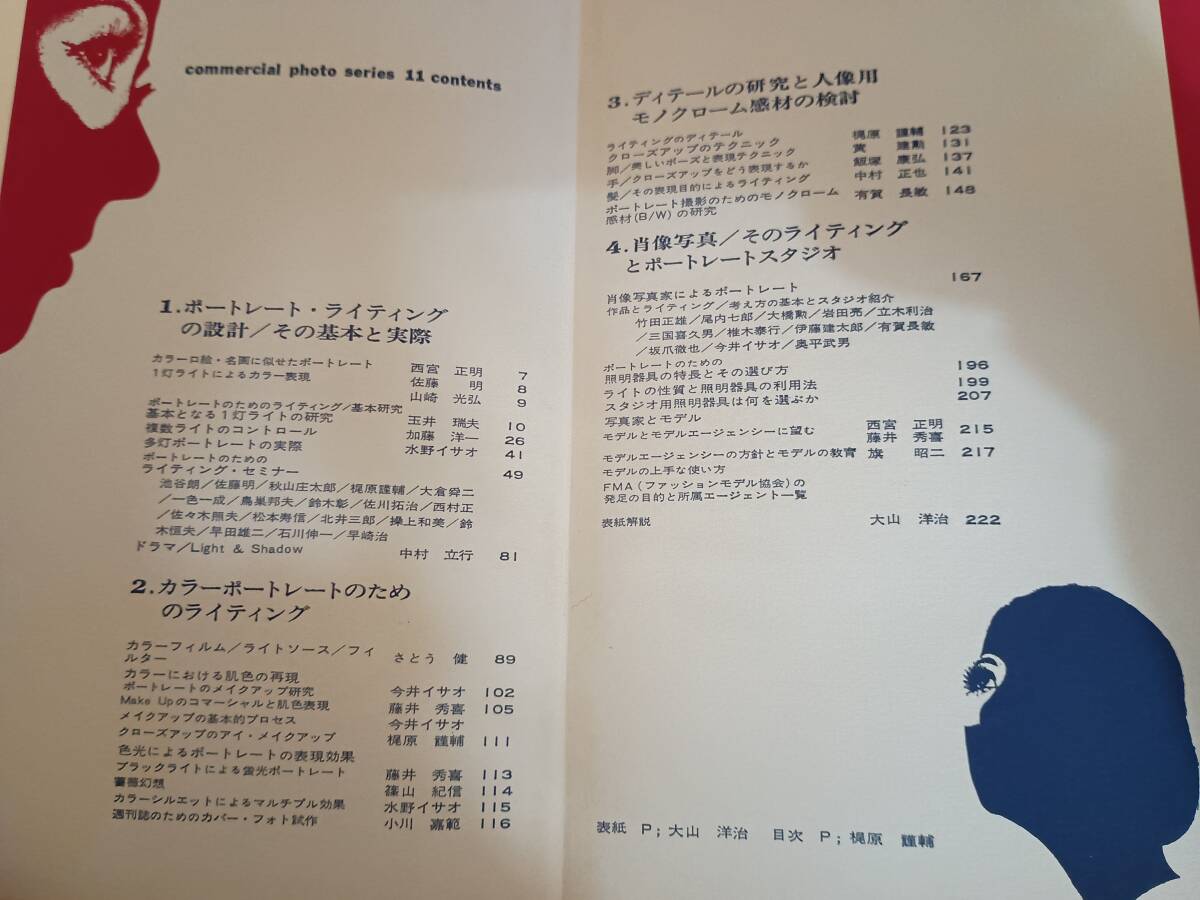 commercial photo series 11 contents
1.ポートレート・ライティング
の設計／その基本と実際
カラー口絵・名画に似せたポートレート 西宮 正明 7
1灯ライトによるカラー表現 佐藤 明 8
山崎 光弘 9
ポートレートのためのライティング/基本研究
基本となる1灯ライトの研究 玉井 瑞夫 10
複数ライトのコントロール 加藤 洋一 26
多灯ポートレートの実際 水野イサオ 41
ポートレートのための
ライティング・セミナー 49
池谷朗／佐藤明／秋山庄太郎／梶原謹輔／大倉舜二
／一色一成／鳥巣邦夫／鈴木彰／佐川拓治／西村正
／佐々木照夫／松本寿信／北井三郎／操上和美／鈴
木恒夫／早田雄二／石川伸一／早崎治
ドラマ／Light & Shadow 中村 立行 81
2.カラーポートレートのため
のライティング
カラーフィルム／ライトソース／フィ
ルター さとう 健 89
カラーにおける肌色の再現
ポートレートのメイクアップ研究 今井イサオ 102
Make Upのコマーシャルと肌色表現 藤井 秀喜 105
メイクアップの基本的プロセス 今井イサオ
クローズアップのアイ・メイクアップ 梶原 謹輔 111
色光によるポートレートの表現効果
ブラックライトによる蛍光ポートレート 藤井 秀喜 113
薔薇幻想 篠山 紀信 114
カラーシルエットによるマルチプル効果 水野イサオ 115
週刊誌のためのカバー・フォト試作 小川 嘉範 116
3.ディテールの研究と人像用
モノクローム感材の検討
ライティングのディテール 梶原 謹輔 123
クローズアップのテクニック 黄 建勲 131
脚／美しいポーズと表現テクニック 飯塚 康弘 137
手／クローズアップをどう表現するか 中村 正也 141
髪／その表現目的によるライティング
ポートレート撮影のためのモノクローム 有賀 長敏 148
感材(B/W)の研究
4.肖像写真／そのライティング
とポートレートスタジオ
肖像写真家によるポートレート 167
作品とライティング／考え方の基本とスタジオ紹介
竹田正雄／尾内七郎／大橋勲／岩田亮／立木利治
／三国喜久男／椎木泰行／伊藤建太郎／有賀長敏
／坂爪徹也／今井イサオ／奥平武男
ポートレートのための
照明器具の特長とその選び方 196
ライトの性質と照明器具の利用法 199
スタジオ用照明器具は何を選ぶか 207
写真家とモデル
モデルとモデルエージェンシーに望む 西宮 正明 215
藤井 秀喜
モデルエージェンシーの方針とモデルの教育 旗 昭二 217
モデルの上手な使い方
FMA(ファッションモデル協会)の
発足の目的と所属エージェント一覧
表紙解説 大山 洋治 222
表紙 P；大山 洋治 目次 P；梶原 謹輔